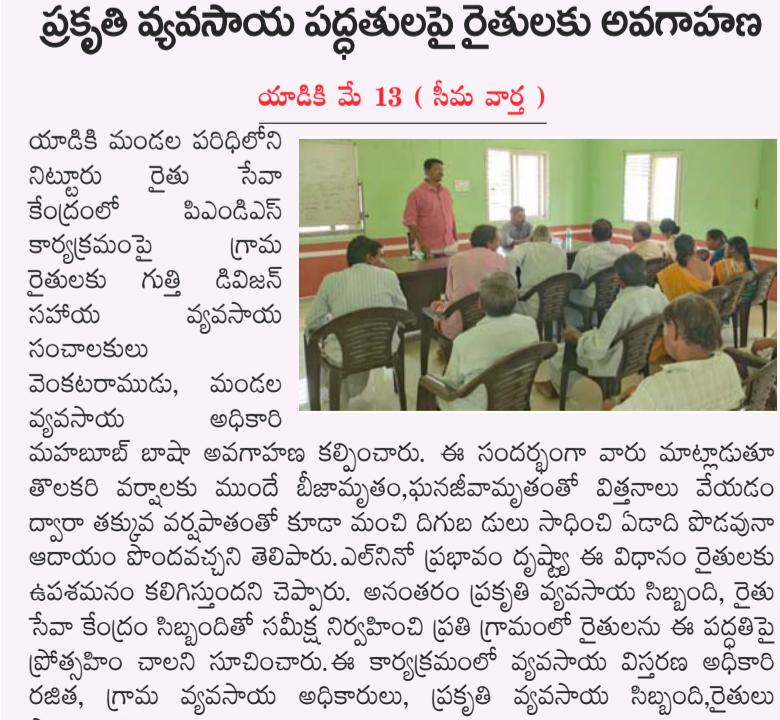 ప్రకృతి వ్యవసాయ పద్ధతులపై రైతులకు అవగాహణ
యాడికి మే 13 ( సీమ వార్త )
యాడికి మండల పరిధిలోని
నిట్టూరు రైతు సేవా
కేంద్రంలో పిఎండిఎస్
కార్యక్రమంపై గ్రామ
రైతులకు గుత్తి డివిజన్
సహాయ వ్యవసాయ
సంచాలకులు
వెంకటరాముడు, మండల
వ్యవసాయ అధికారి
మహబూబ్ బాషా అవగాహణ కల్పించారు. ఈ సందర్భంగా వారు మాట్లాడుతూ
తొలకరి వర్షాలకు ముందే బీజామృతం,ఘనజీవామృతంతో విత్తనాలు వేయడం
ద్వారా తక్కువ వర్షపాతంతో కూడా మంచి దిగుబ డులు సాధించి ఏడాది పొడవునా
ఆదాయం పొందవచ్చని తెలిపారు.ఎల్‌నినో ప్రభావం దృష్ట్యా ఈ విధానం రైతులకు
ఉపశమనం కలిగిస్తుందని చెప్పారు. అనంతరం ప్రకృతి వ్యవసాయ సిబ్బంది, రైతు
సేవా కేంద్రం సిబ్బందితో సమీక్ష నిర్వహించి ప్రతి గ్రామంలో రైతులను ఈ పద్ధతిపై
ప్రోత్సహిం చాలని సూచించారు.ఈ కార్యక్రమంలో వ్యవసాయ విస్తరణ అధికారి
రజిత, గ్రామ వ్యవసాయ అధికారులు, ప్రకృతి వ్యవసాయ సిబ్బంది,రైతులు